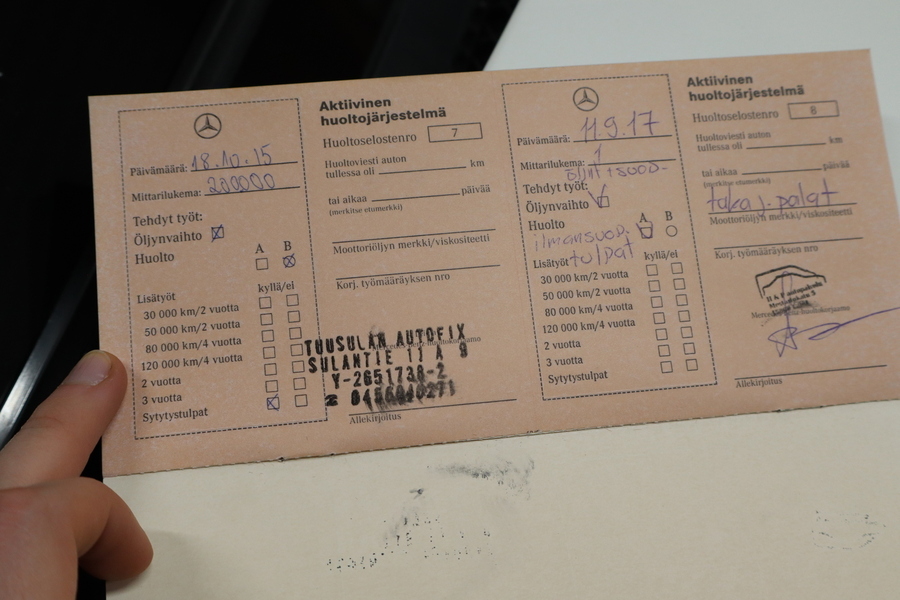 Päivämäärä: 18.10.15
Mittarilukema: 200000
Tehdyt työt:
Öljynvaihto
Huolto
A B
Lisätyöt kyllä/ei
30 000 km/2 vuotta
50 000 km/2 vuotta
80 000 km/4 vuotta
120 000 km/4 vuotta
2 vuotta
3 vuotta
Sytytystulpat
Aktiivinen
huoltojärjestelmä
Huoltoselostenro 7
Huoltoviesti auton
tullessa oli km
tai aikaa päivää
(merkitse etumerkki)
Moottoriöljyn merkki/viskositeetti
Korj. työmääräyksen nro
TUUSULAN AUTOFIX
SULANTIE 11 A 9
Y-2651738-2
Allekirjoitus
Päivämäärä: 11.9.17
Mittarilukema: 1
öljyt+suod-
Tehdyt työt:
Öljynvaihto
Huolto
A B
ilmansuod.
Lisätyöt tulpat kyllä/ei
30 000 km/2 vuotta
50 000 km/2 vuotta
80 000 km/4 vuotta
120 000 km/4 vuotta
2 vuotta
3 vuotta
Sytytystulpat
Aktiivinen
huoltojärjestelmä
Huoltoselostenro 8
Huoltoviesti auton
tullessa oli km
tai aikaa päivää
(merkitse etumerkki)
taka j. palat
Moottoriöljyn merkki/viskositeetti
Korj. työmääräyksen nro
Allekirjoitus